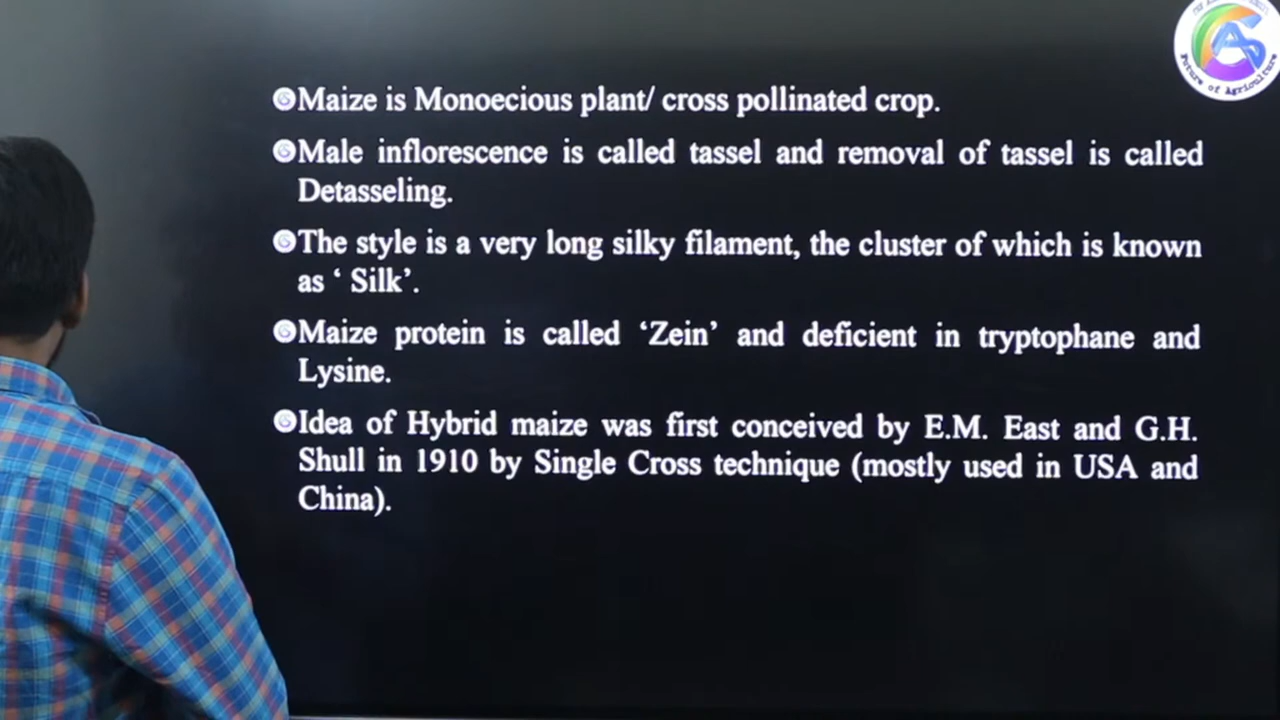 Maize is Monoecious plant/ cross pollinated crop.
Male inflorescence is called tassel and removal of tassel is called
Detasseling.
The style is a very long silky filament, the cluster of which is known
as ‘ Silk’.
Maize protein is called ‘Zein’ and deficient in tryptophane and
Lysine.
Idea of Hybrid maize was first conceived by E.M. East and G.H.
Shull in 1910 by Single Cross technique (mostly used in USA and
China).
Future of Agriculture